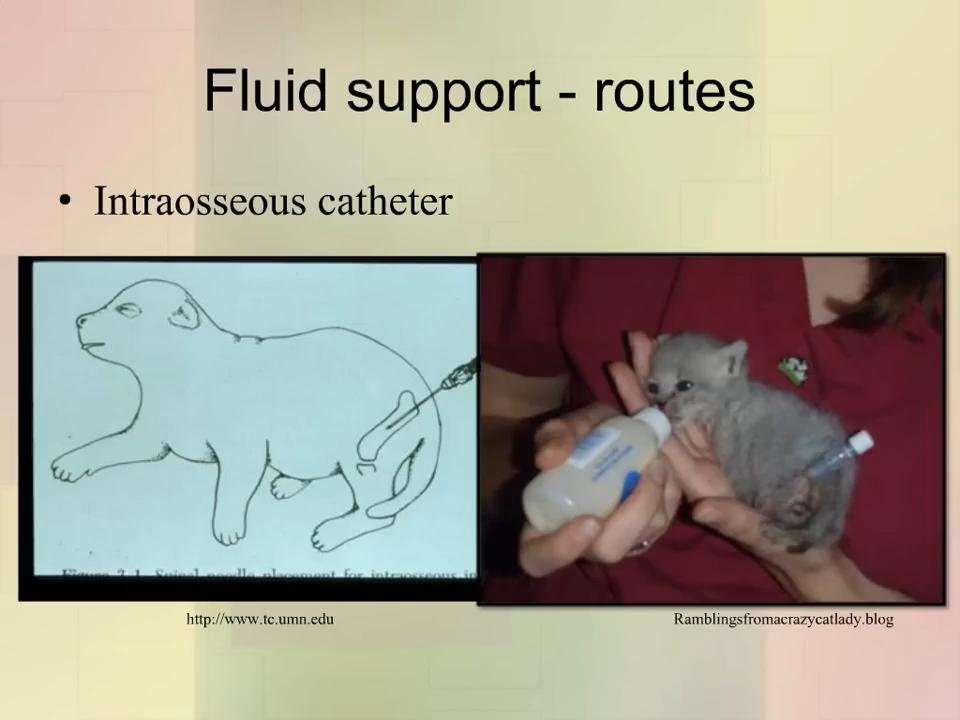 Fluid support - routes
• Intraosseous catheter
Figure 3.1. Spinal needle placement for intraosseous in
http://www.tc.umn.edu
Ramblingsfromacrazycatlady.blog